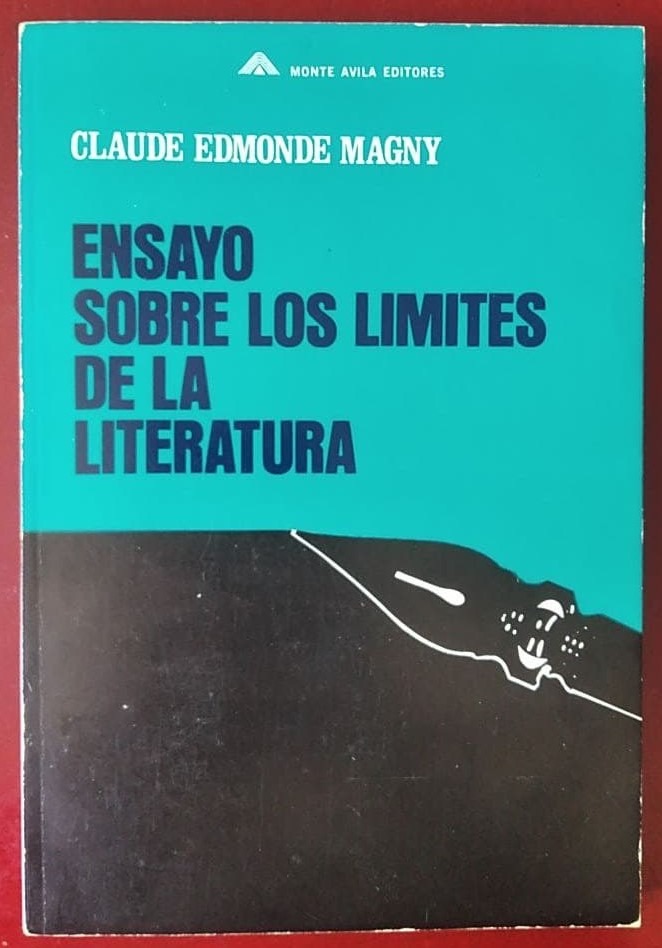 MONTE AVILA EDITORES
CLAUDE EDMONDE MAGNY
ENSAYO
SOBRE LOS LIMITES
DE LA
LITERATURA